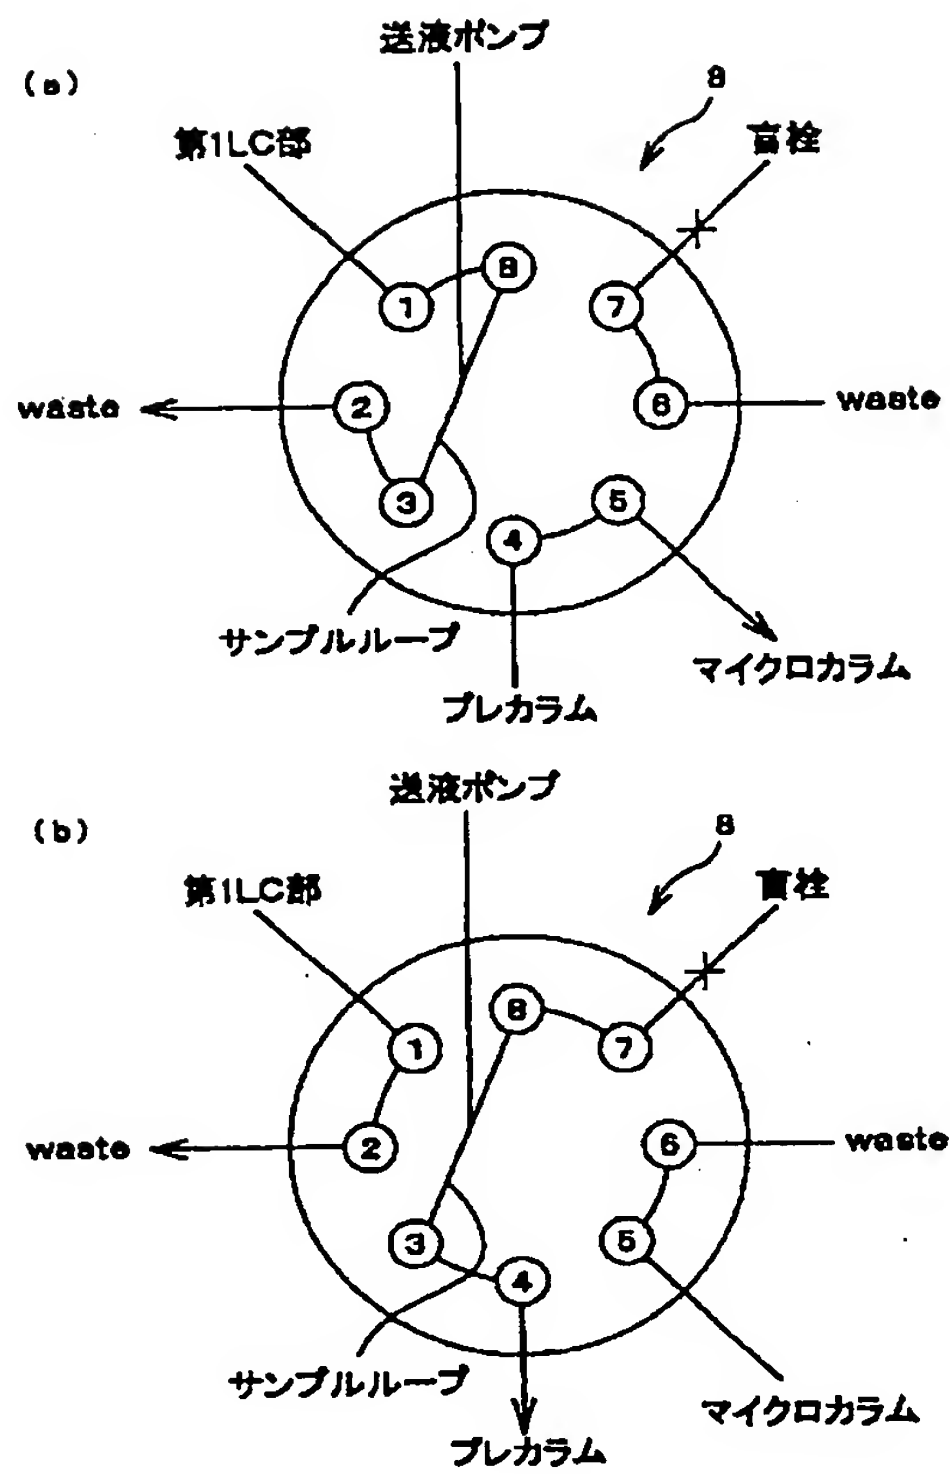 送液ポンプ
(a)
8
第1LC部
盲栓
8
1
7
waste
2
6
waste
3
5
4
サンプルループ
マイクロカラム
プレカラム
送液ポンプ
(b)
8
第1LC部
盲栓
8
1
7
waste
2
6
waste
3
5
4
サンプルループ
マイクロカラム
プレカラム